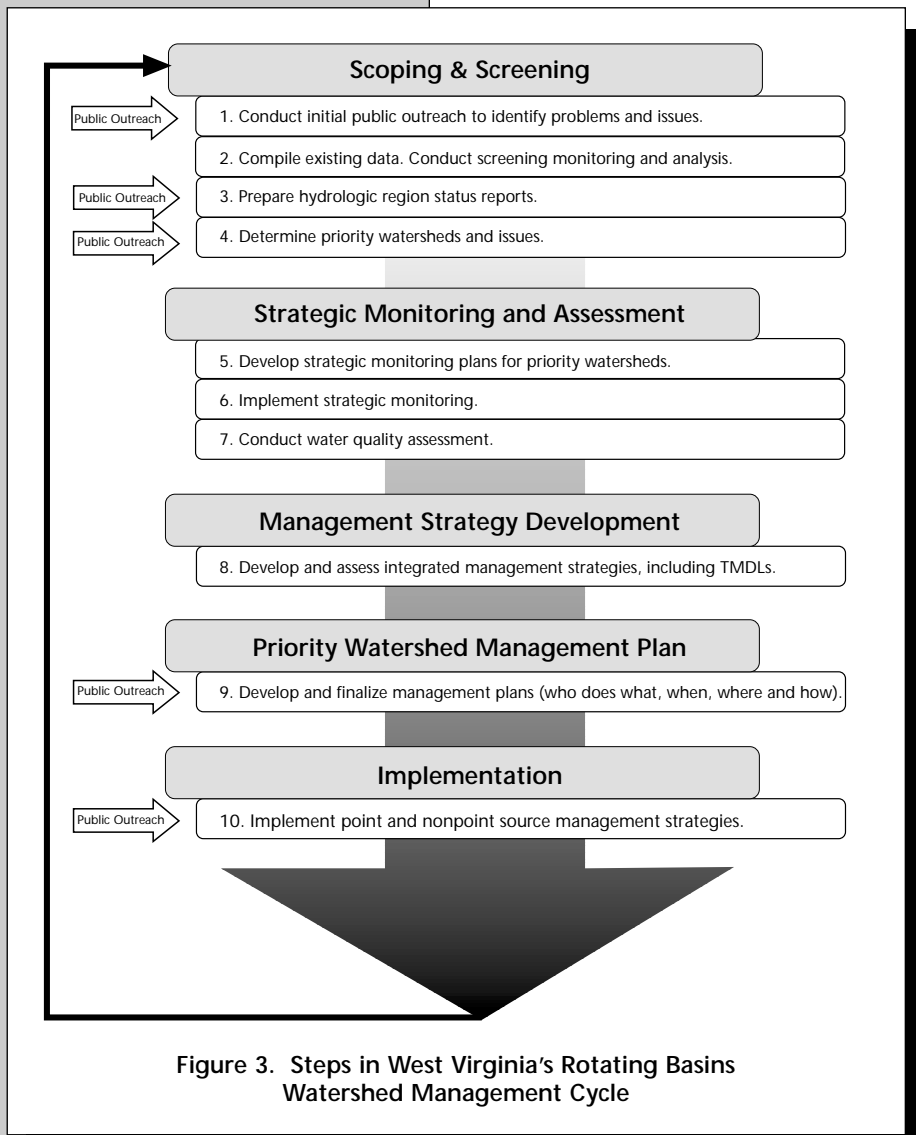 Scoping & Screening
Public Outreach
1. Conduct initial public outreach to identify problems and issues.
2. Compile existing data. Conduct screening monitoring and analysis.
Public Outreach
3. Prepare hydrologic region status reports.
Public Outreach
4. Determine priority watersheds and issues.
Strategic Monitoring and Assessment
5. Develop strategic monitoring plans for priority watersheds.
6. Implement strategic monitoring.
7. Conduct water quality assessment.
Management Strategy Development
8. Develop and assess integrated management strategies, including TMDLs.
Priority Watershed Management Plan
Public Outreach
9. Develop and finalize management plans (who does what, when, where and how).
Implementation
Public Outreach
10. Implement point and nonpoint source management strategies.
Figure 3. Steps in West Virginia's Rotating Basins
Watershed Management Cycle